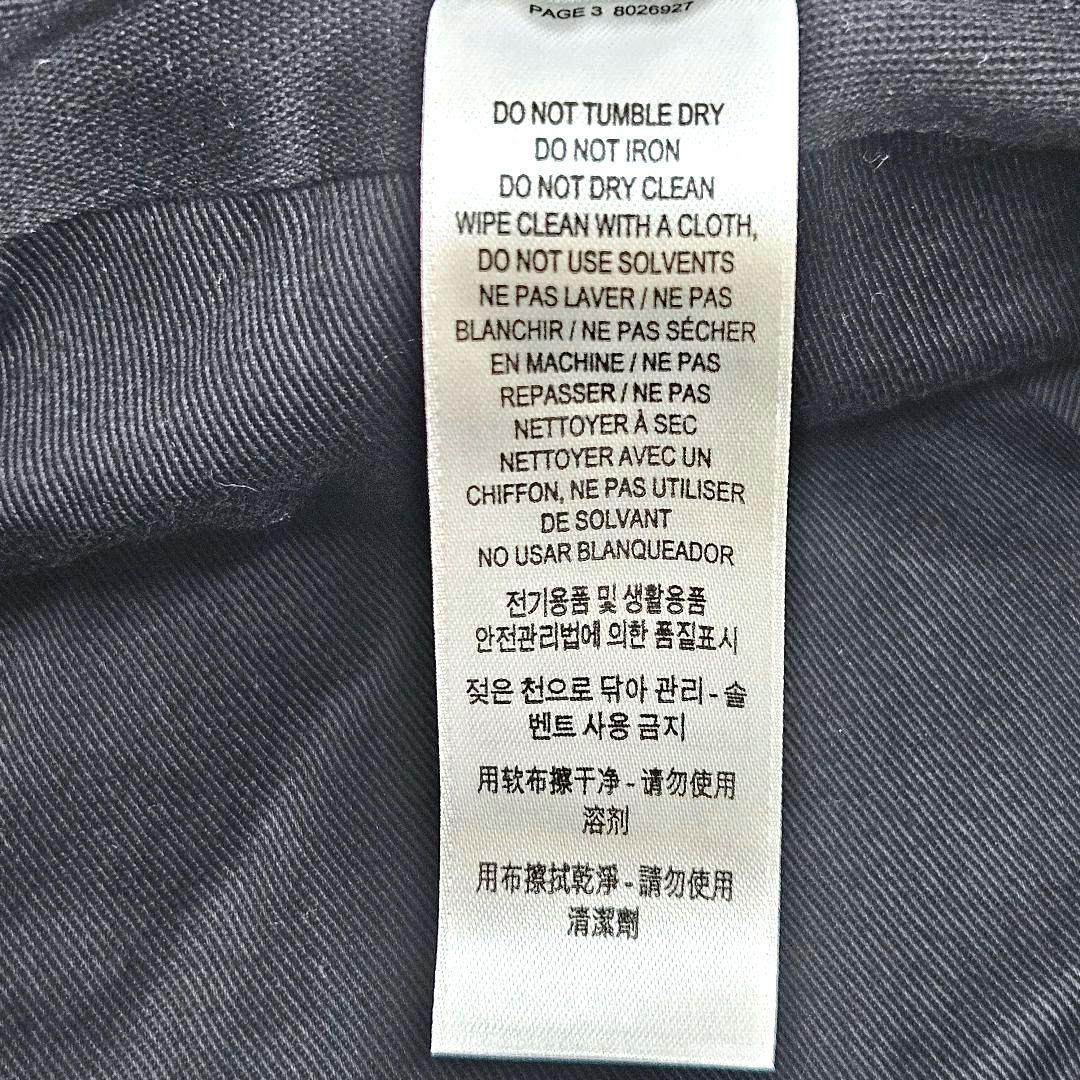 PAGE 3 8026927
DO NOT TUMBLE DRY
DO NOT IRON
DO NOT DRY CLEAN
WIPE CLEAN WITH A CLOTH,
DO NOT USE SOLVENTS
NE PAS LAVER / NE PAS
BLANCHIR / NE PAS SÉCHER
EN MACHINE / NE PAS
REPASSER / NE PAS
NETTOYER À SEC
NETTOYER AVEC UN
CHIFFON, NE PAS UTILISER
DE SOLVANT
NO USAR BLANQUEADOR
전기용품 및 생활용품
안전관리법에 의한 품질표시
젖은 천으로 닦아 관리 - 솔
벤트 사용 금지
用软布擦干净 - 请勿使用
溶剂
用布擦拭乾淨 - 請勿使用
清潔劑